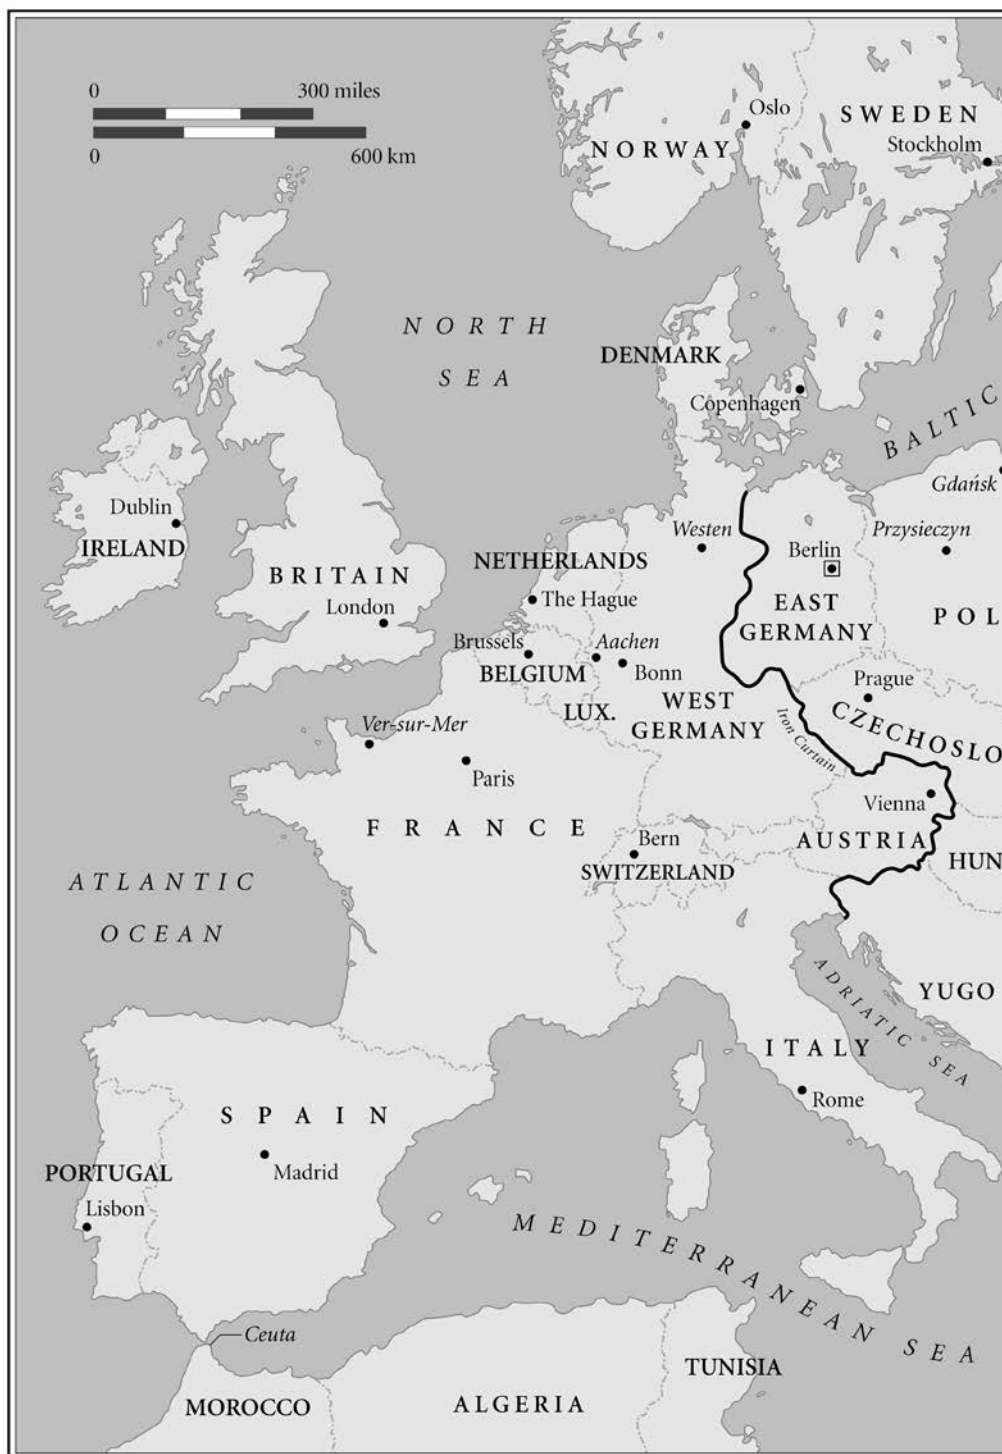 0 300 miles
0 600 km
Oslo
SWEDEN
Stockholm
NORWAY
NORTH
SEA
DENMARK
Copenhagen
BALTIC
Gdańsk
Dublin
IRELAND
BRITAIN
London
Westen
Przysieczyn
NETHERLANDS
Berlin
The Hague
EAST
GERMANY
POL
Brussels
Aachen
BELGIUM
Bonn
LUX.
WEST
GERMANY
Prague
CZECHOSLO
Iron Curtain
Ver-sur-Mer
Paris
Vienna
FRANCE
Bern
AUSTRIA
SWITZERLAND
HUN
ATLANTIC
OCEAN
ADRIATIC SEA
YUGO
ITALY
Rome
SPAIN
Madrid
PORTUGAL
Lisbon
MEDITERRANEAN SEA
Ceuta
TUNISIA
MOROCCO
ALGERIA